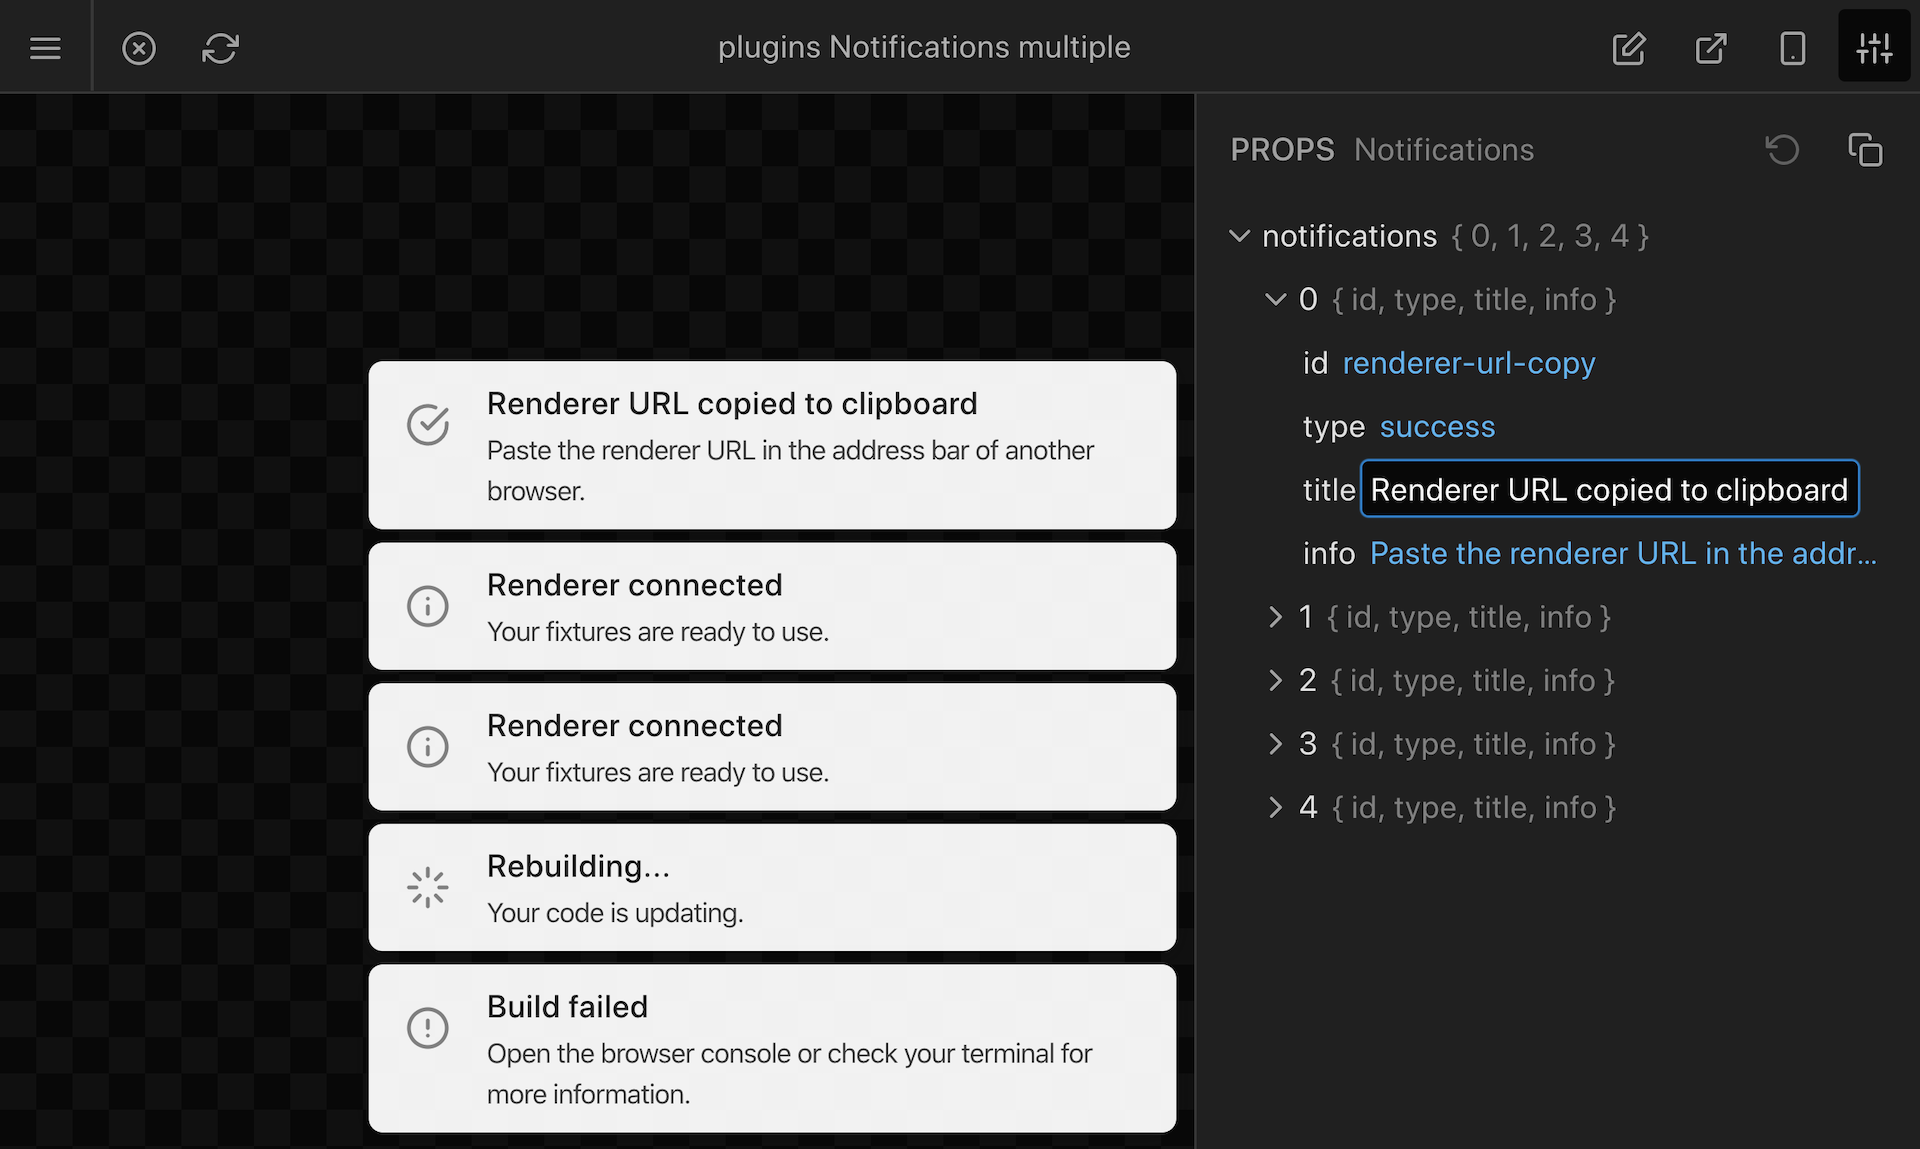 plugins Notifications multiple
Renderer URL copied to clipboard
Paste the renderer URL in the address bar of another
browser.
Renderer connected
Your fixtures are ready to use.
Renderer connected
Your fixtures are ready to use.
Rebuilding...
Your code is updating.
Build failed
Open the browser console or check your terminal for
more information.
PROPS Notifications
notifications { 0, 1, 2, 3, 4 }
0 { id, type, title, info }
id renderer-url-copy
type success
title Renderer URL copied to clipboard
info Paste the renderer URL in the addr...
1 { id, type, title, info }
2 { id, type, title, info }
3 { id, type, title, info }
4 { id, type, title, info }